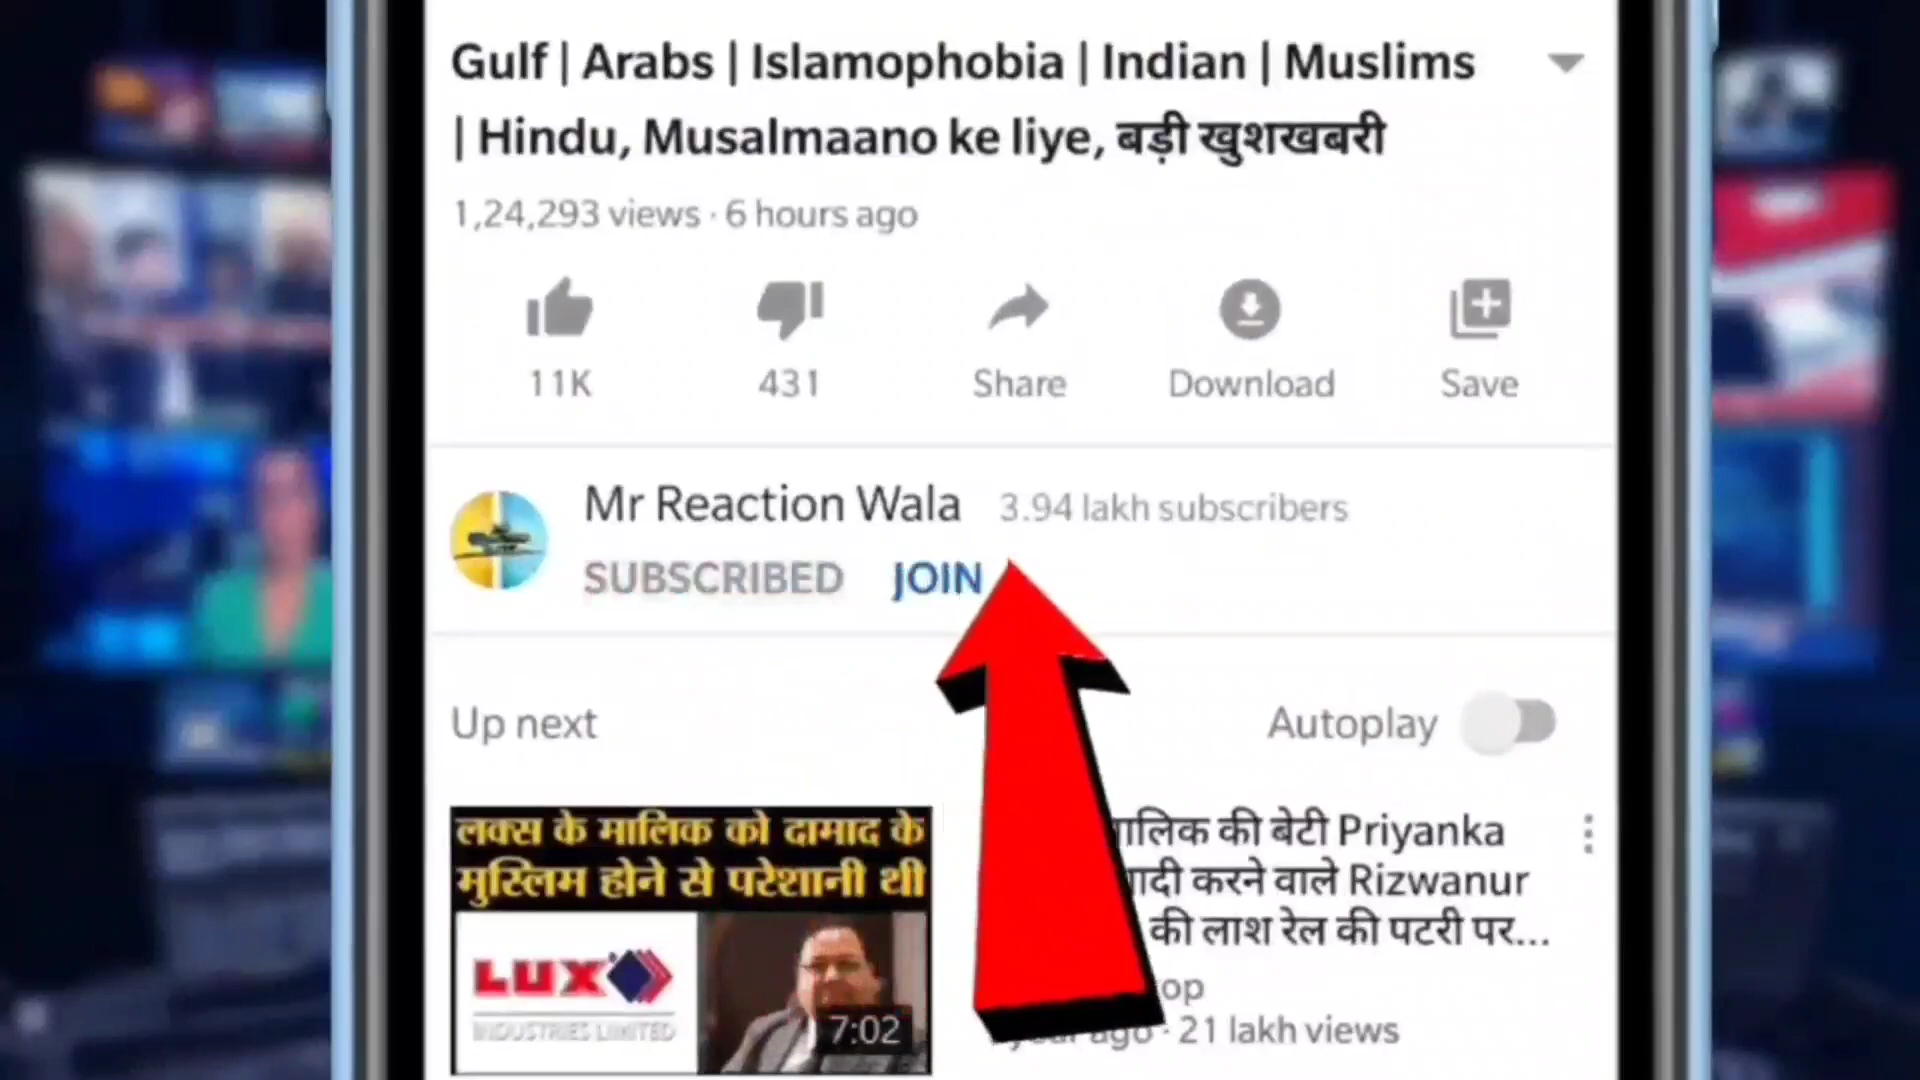 Gulf | Arabs | Islamophobia | Indian | Muslims
| Hindu, Musalmaano ke liye, बड़ी खुशखबरी
1,24,293 views · 6 hours ago
11K 431 Share Download Save
Mr Reaction Wala 3.94 lakh subscribers
SUBSCRIBED JOIN
Up next Autoplay
लक्स के मालिक को दामाद के
मुस्लिम होने से परेशानी थी
LUX
INDUSTRIES LIMITED
7:02
की बेटी Priyanka
करने वाले Rizwanur
की लाश रेल की पटरी पर...
ago · 21 lakh views